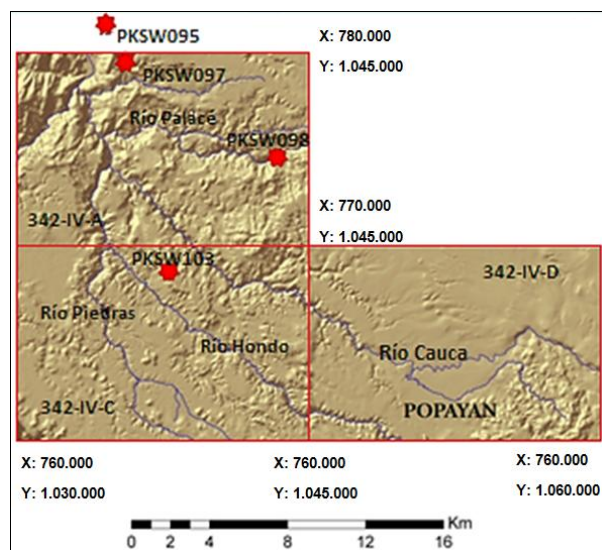 PKSW095
X: 780.000
Y: 1.045.000
PKSW097
Río Palacé
PKSW098
X: 770.000
Y: 1.045.000
342-IV-A
PKSW103
342-IV-D
Río Piedras
Río Hondo
Río Cauca
342-IV-C
POPAYAN
X: 760.000
Y: 1.030.000
X: 760.000
Y: 1.045.000
X: 760.000
Y: 1.060.000
Km
0 2 4 8 12 16